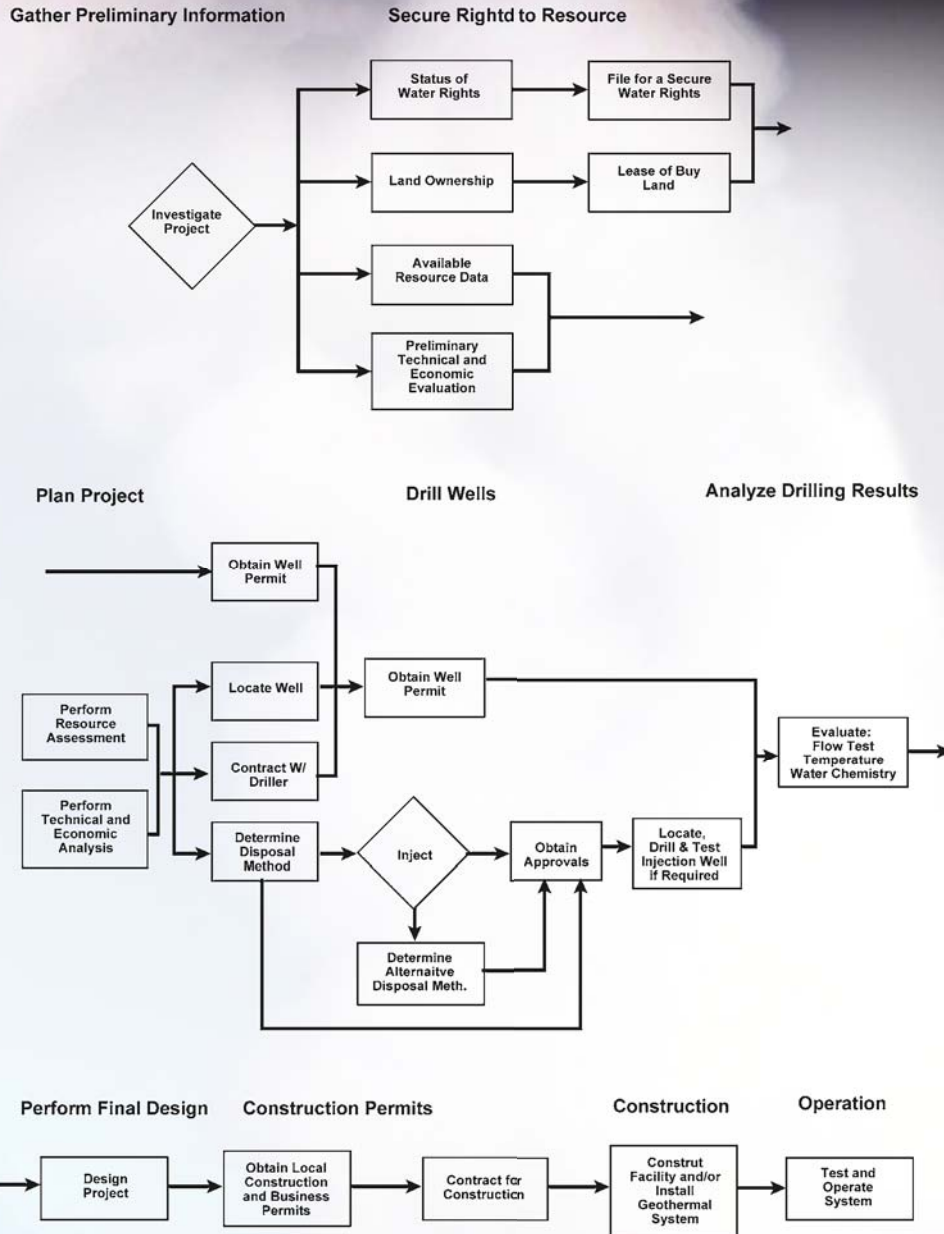 Gather Preliminary Information
Secure Rightd to Resource
Status of
Water Rights
File for a Secure
Water Rights
Land Ownership
Lease of Buy
Land
Investigate
Project
Available
Resource Data
Preliminary
Technical and
Economic
Evaluation
Plan Project
Drill Wells
Analyze Drilling Results
Obtain Well
Permit
Locate Well
Obtain Well
Permit
Perform
Resource
Assessment
Evaluate:
Flow Test
Temperature
Water Chemistry
Contract W/
Driller
Perform
Technical and
Economic
Analysis
Determine
Disposal
Method
Inject
Obtain
Approvals
Locate,
Drill & Test
Injection Well
if Required
Determine
Alternaitve
Disposal Meth.
Perform Final Design
Construction Permits
Construction
Operation
Design
Project
Obtain Local
Construction
and Business
Permits
Contract for
Construction
Construt
Facility and/or
Install
Geothermal
System
Test and
Operate
System